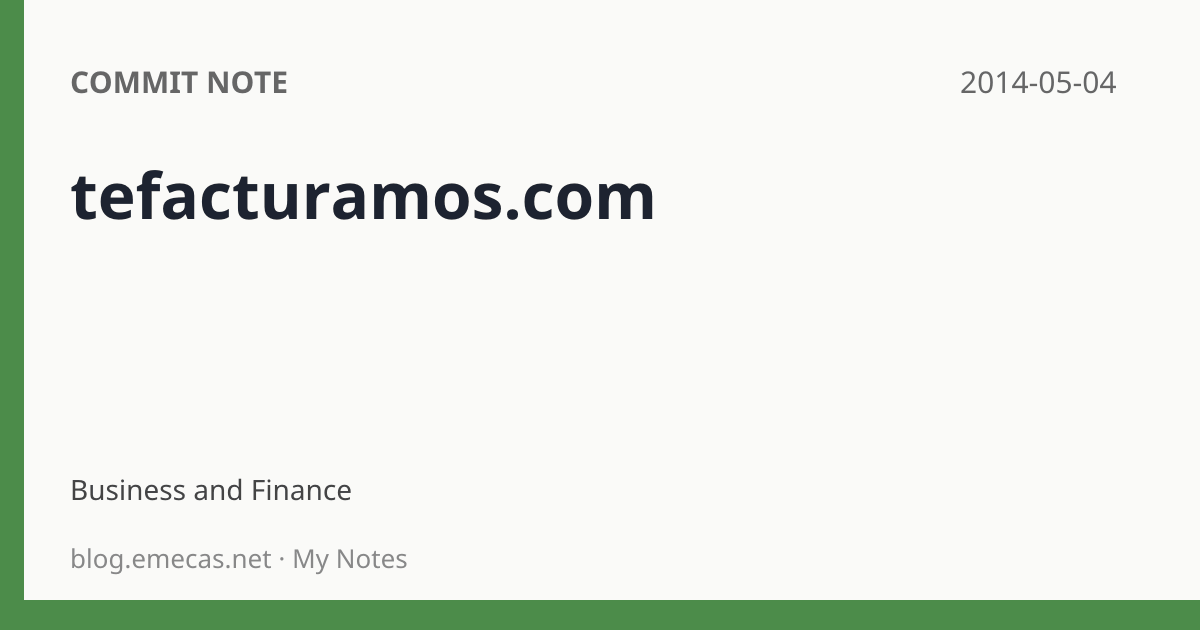 COMMIT NOTE
2014-05-04
tefacturamos.com
Business and Finance
blog.emecas.net · My Notes